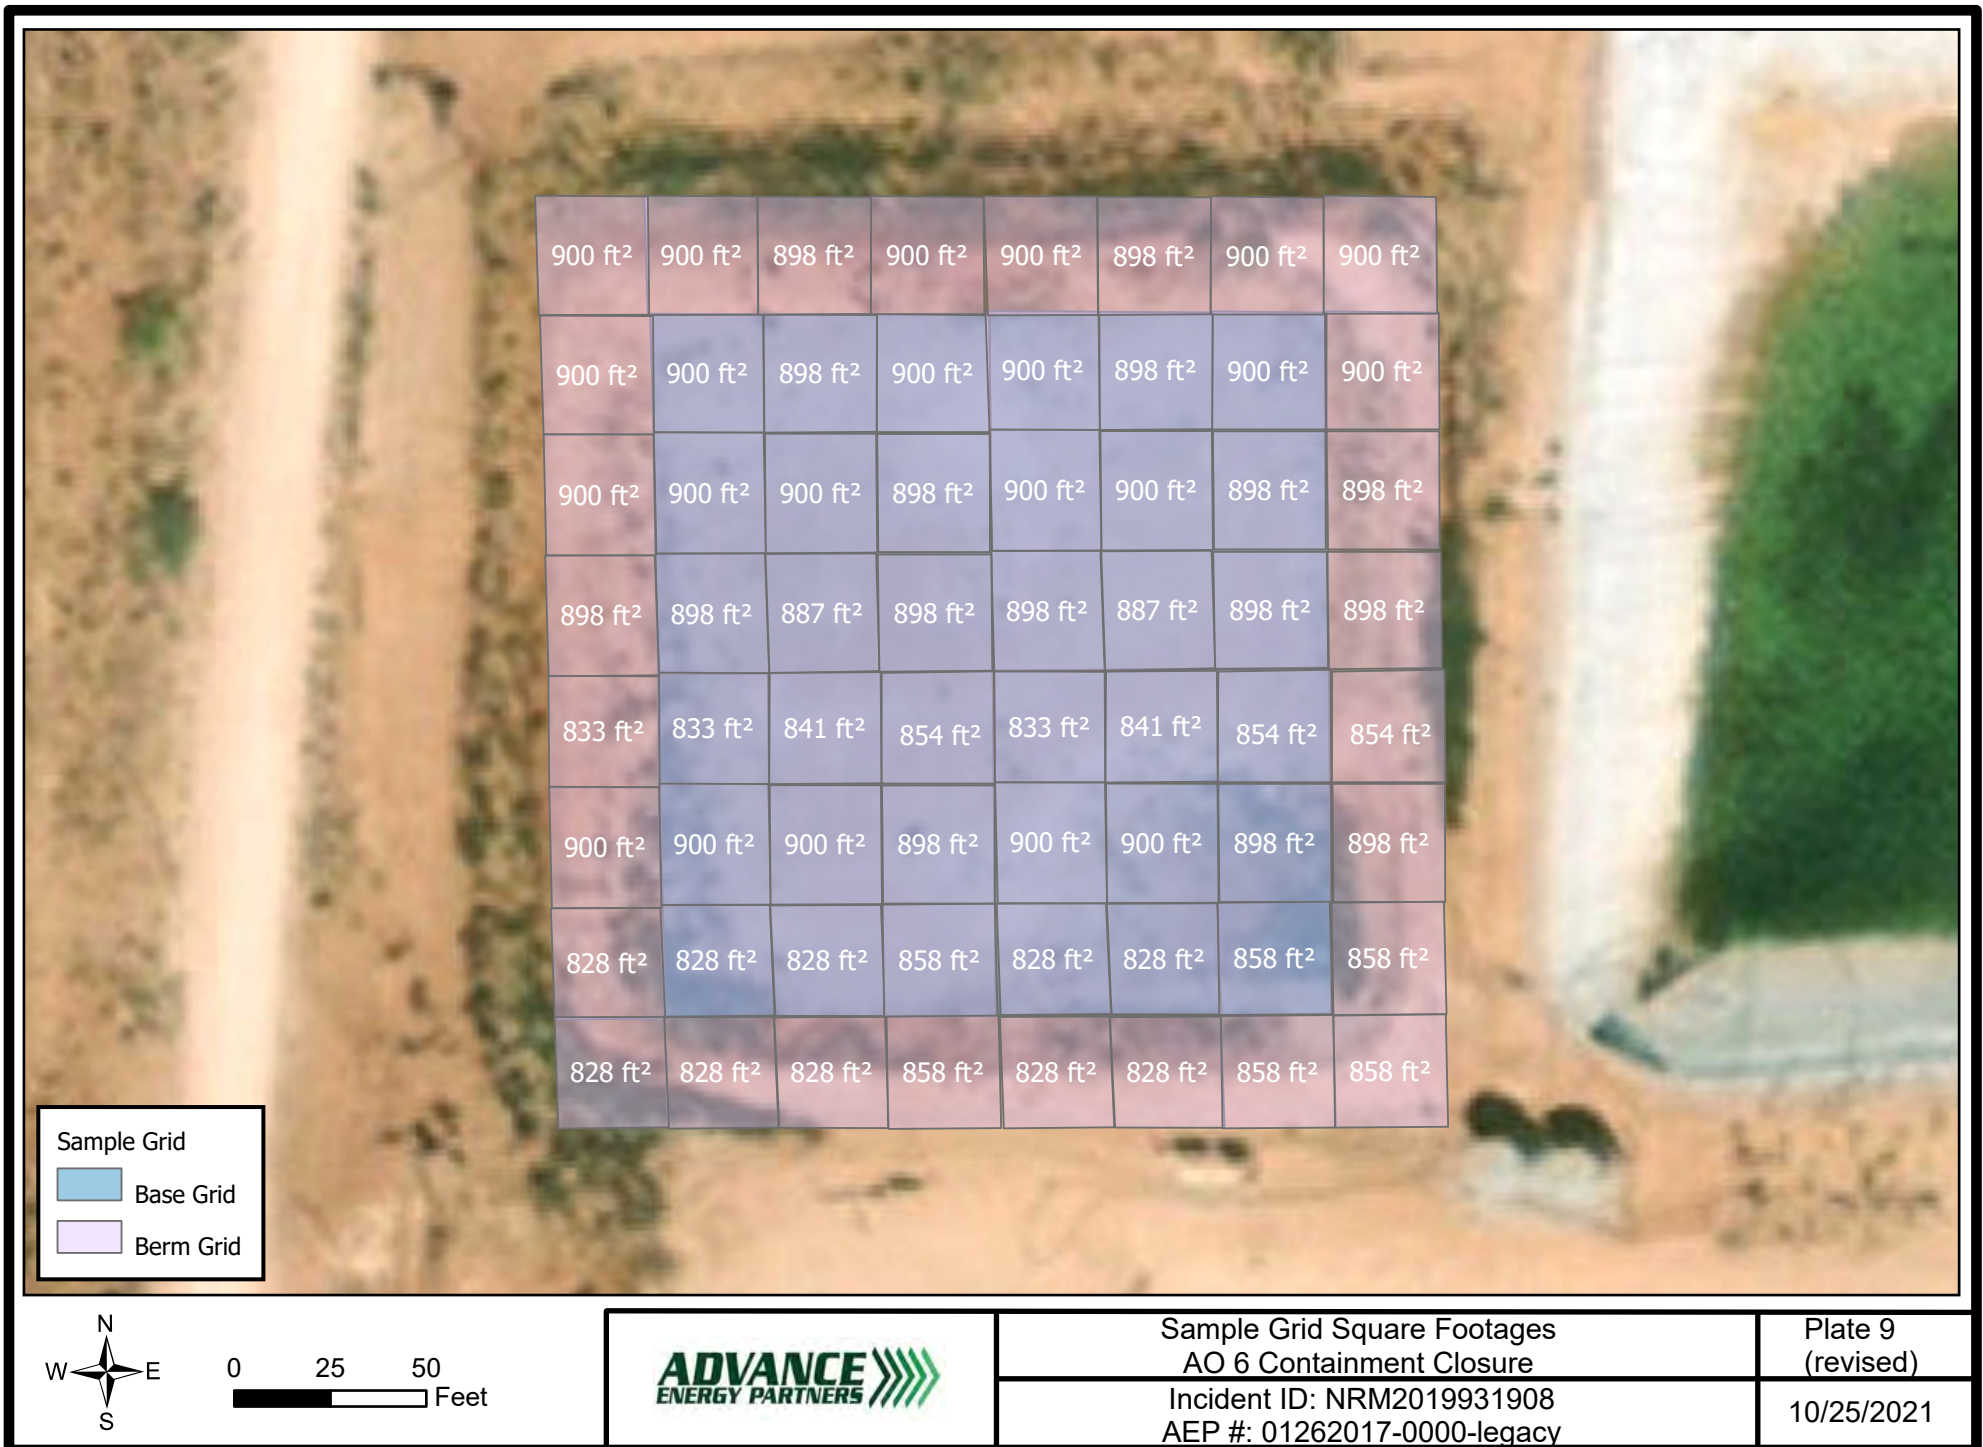 900 ft² 900 ft² 898 ft² 900 ft² 900 ft² 898 ft² 900 ft² 900 ft²
900 ft² 900 ft² 898 ft² 900 ft² 900 ft² 898 ft² 900 ft² 900 ft²
900 ft² 900 ft² 900 ft² 898 ft² 900 ft² 900 ft² 898 ft² 898 ft²
898 ft² 898 ft² 887 ft² 898 ft² 898 ft² 887 ft² 898 ft² 898 ft²
833 ft² 833 ft² 841 ft² 854 ft² 833 ft² 841 ft² 854 ft² 854 ft²
900 ft² 900 ft² 900 ft² 898 ft² 900 ft² 900 ft² 898 ft² 898 ft²
828 ft² 828 ft² 828 ft² 858 ft² 828 ft² 828 ft² 858 ft² 858 ft²
828 ft² 828 ft² 828 ft² 858 ft² 828 ft² 828 ft² 858 ft² 858 ft²
Sample Grid
Base Grid
Berm Grid
N
W E
S
0 25 50
Feet
ADVANCE
ENERGY PARTNERS
Sample Grid Square Footages
AO 6 Containment Closure
Incident ID: NRM2019931908
AEP #: 01262017-0000-legacy
Plate 9
(revised)
10/25/2021